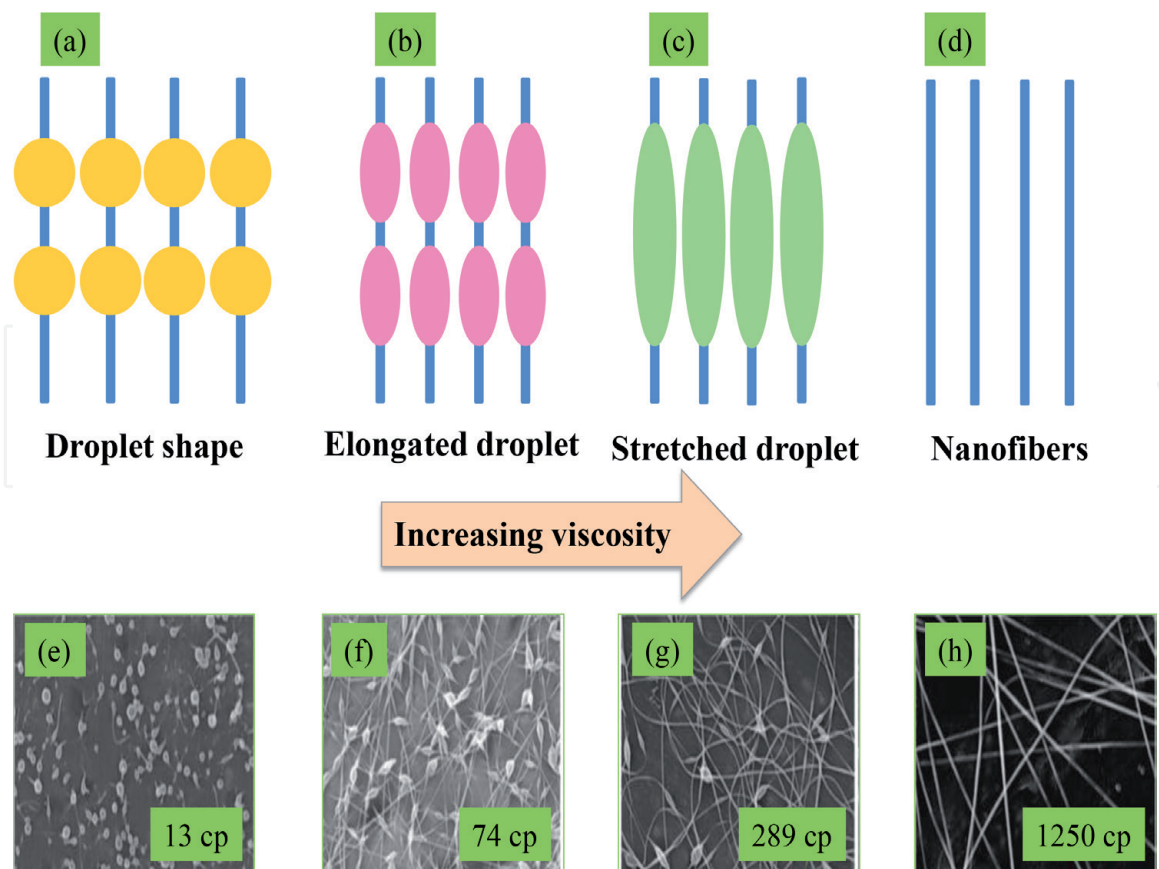 (a)
(b)
(c)
(d)
Droplet shape
Elongated droplet
Stretched droplet
Nanofibers
Increasing viscosity
(e)
(f)
(g)
(h)
13 cp
74 cp
289 cp
1250 cp